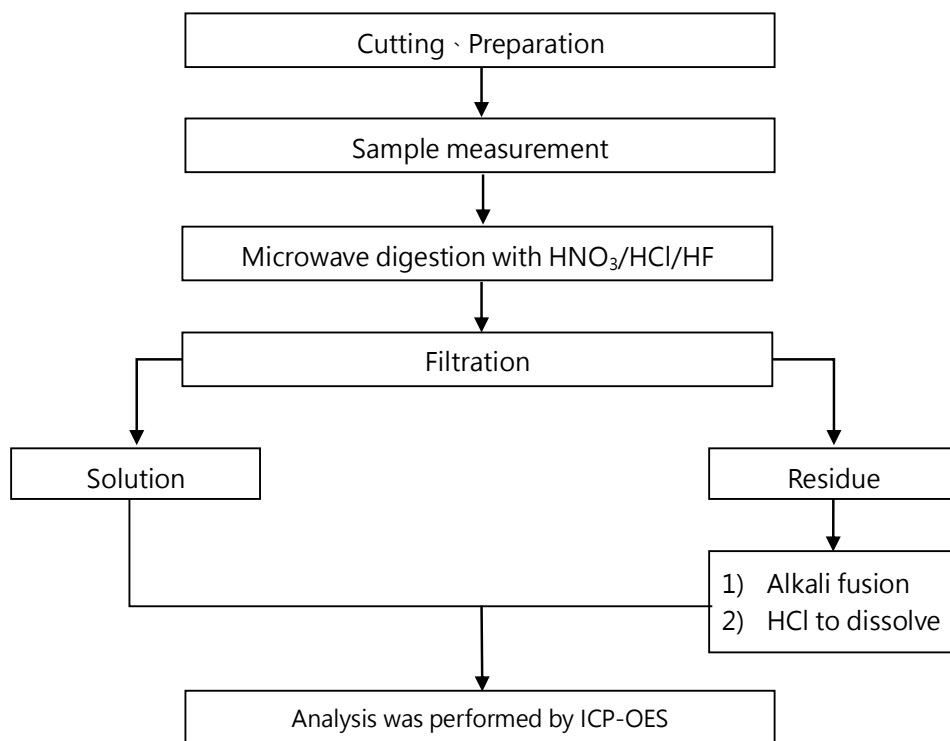 Cutting、Preparation
Sample measurement
Microwave digestion with HNO₃/HCl/HF
Filtration
Solution
Residue
1) Alkali fusion
2) HCl to dissolve
Analysis was performed by ICP-OES